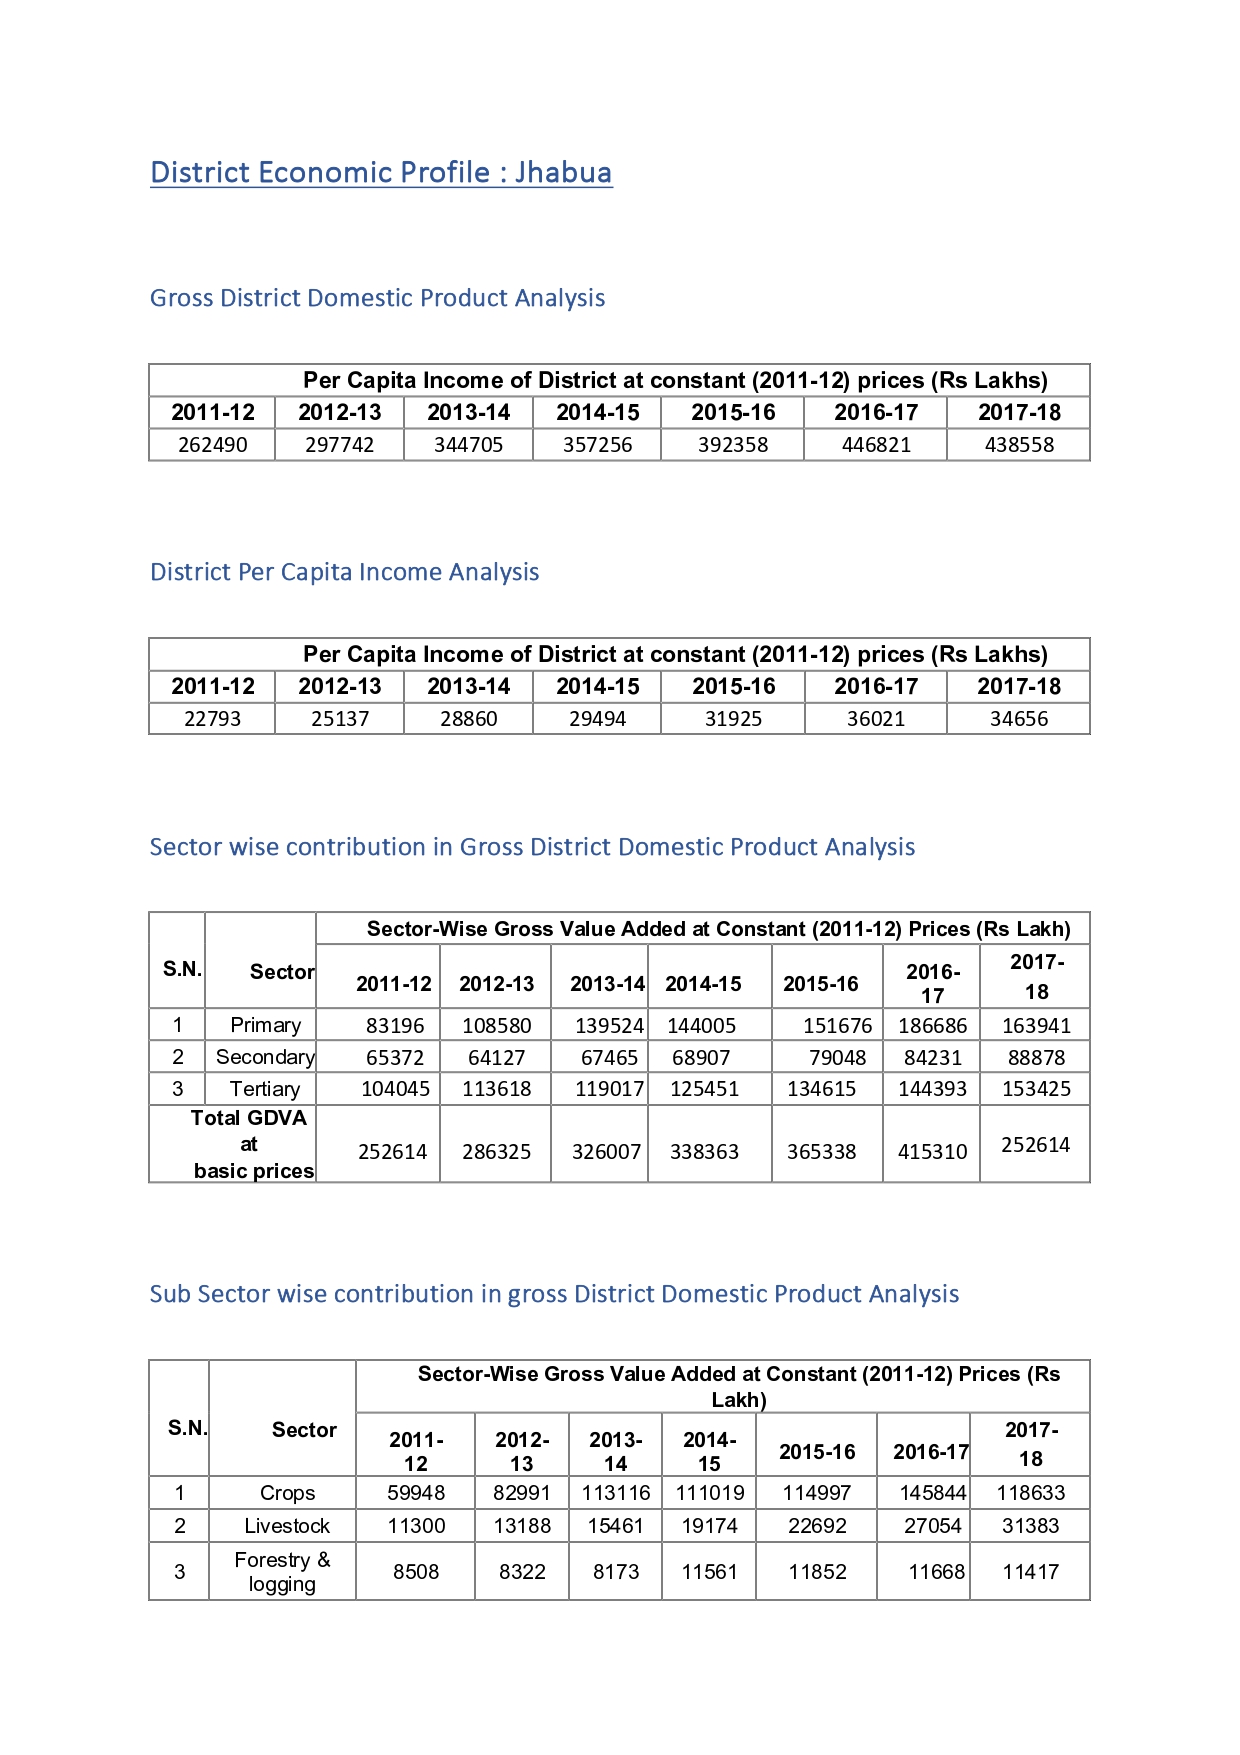 District Economic Profile : Jhabua
Gross District Domestic Product Analysis
Per Capita Income of District at constant (2011-12) prices (Rs Lakhs)
2011-12 2012-13 2013-14 2014-15 2015-16 2016-17 2017-18
262490 297742 344705 357256 392358 446821 438558
District Per Capita Income Analysis
Per Capita Income of District at constant (2011-12) prices (Rs Lakhs)
2011-12 2012-13 2013-14 2014-15 2015-16 2016-17 2017-18
22793 25137 28860 29494 31925 36021 34656
Sector wise contribution in Gross District Domestic Product Analysis
Sector-Wise Gross Value Added at Constant (2011-12) Prices (Rs Lakh)
S.N. Sector 2011-12 2012-13 2013-14 2014-15 2015-16 2016-17 2017-18
1 Primary 83196 108580 139524 144005 151676 186686 163941
2 Secondary 65372 64127 67465 68907 79048 84231 88878
3 Tertiary 104045 113618 119017 125451 134615 144393 153425
Total GDVA
at
basic prices 252614 286325 326007 338363 365338 415310 252614
Sub Sector wise contribution in gross District Domestic Product Analysis
Sector-Wise Gross Value Added at Constant (2011-12) Prices (Rs
Lakh)
S.N. Sector 2011-12 2012-13 2013-14 2014-15 2015-16 2016-17 2017-18
1 Crops 59948 82991 113116 111019 114997 145844 118633
2 Livestock 11300 13188 15461 19174 22692 27054 31383
3 Forestry &
logging 8508 8322 8173 11561 11852 11668 11417